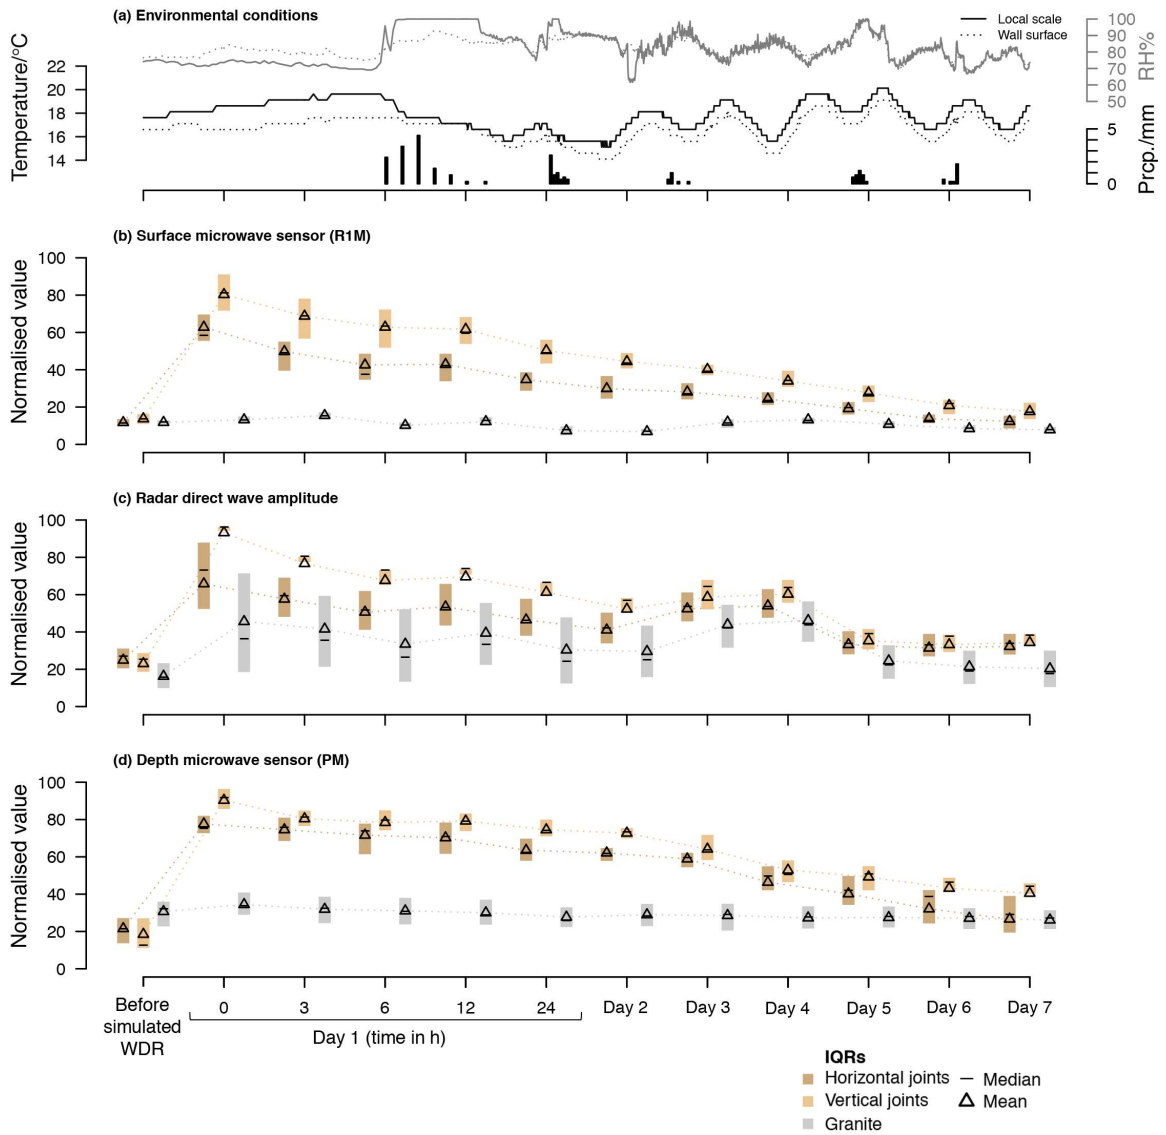 (a) Environmental conditions
Local scale
Wall surface
Temperature/°C
22
20
18
16
14
100
90
80
70
60
50
RH%
5
0
Prcp./mm
(b) Surface microwave sensor (R1M)
Normalised value
100
80
60
40
20
0
(c) Radar direct wave amplitude
Normalised value
100
80
60
40
20
0
(d) Depth microwave sensor (PM)
Normalised value
100
80
60
40
20
0
Before
simulated
WDR
0 3 6 12 24 Day 2 Day 3 Day 4 Day 5 Day 6 Day 7
Day 1 (time in h)
IQRs
Horizontal joints
Vertical joints
Granite
Median
Mean